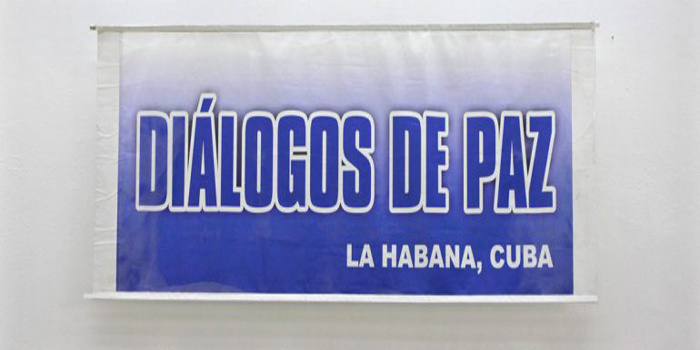 DIÁLOGOS DE PAZ
LA HABANA, CUBA